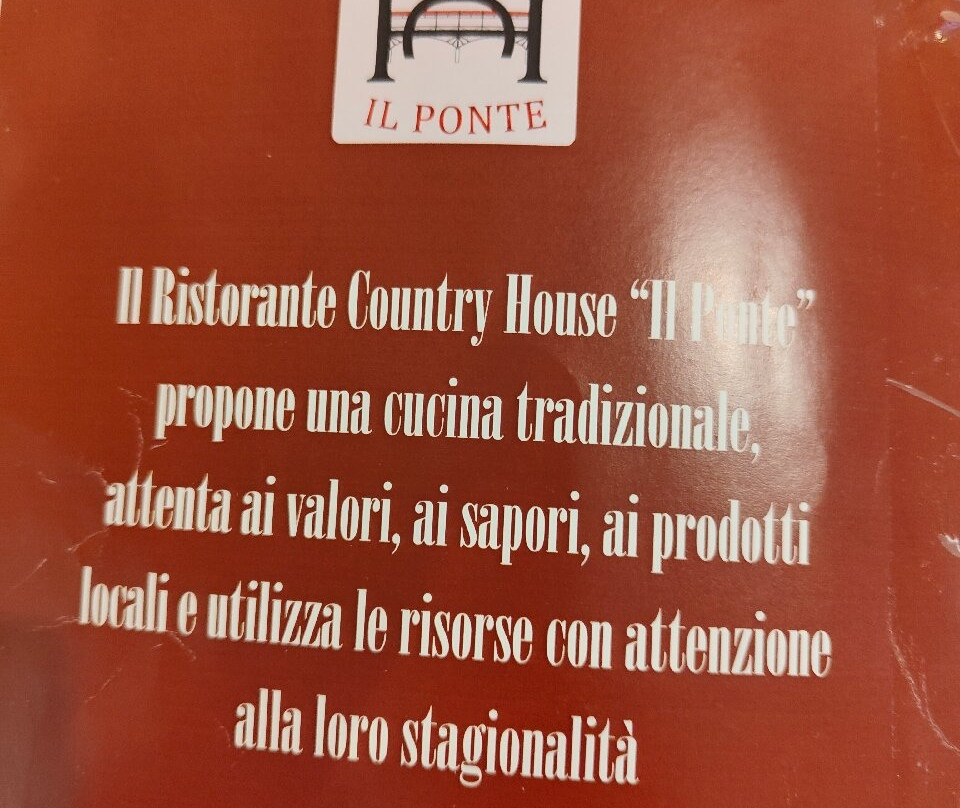 IL PONTE
Il Ristorante Country House “Il Ponte”
propone una cucina tradizionale,
attenta ai valori, ai sapori, ai prodotti
locali e utilizza le risorse con attenzione
alla loro stagionalità